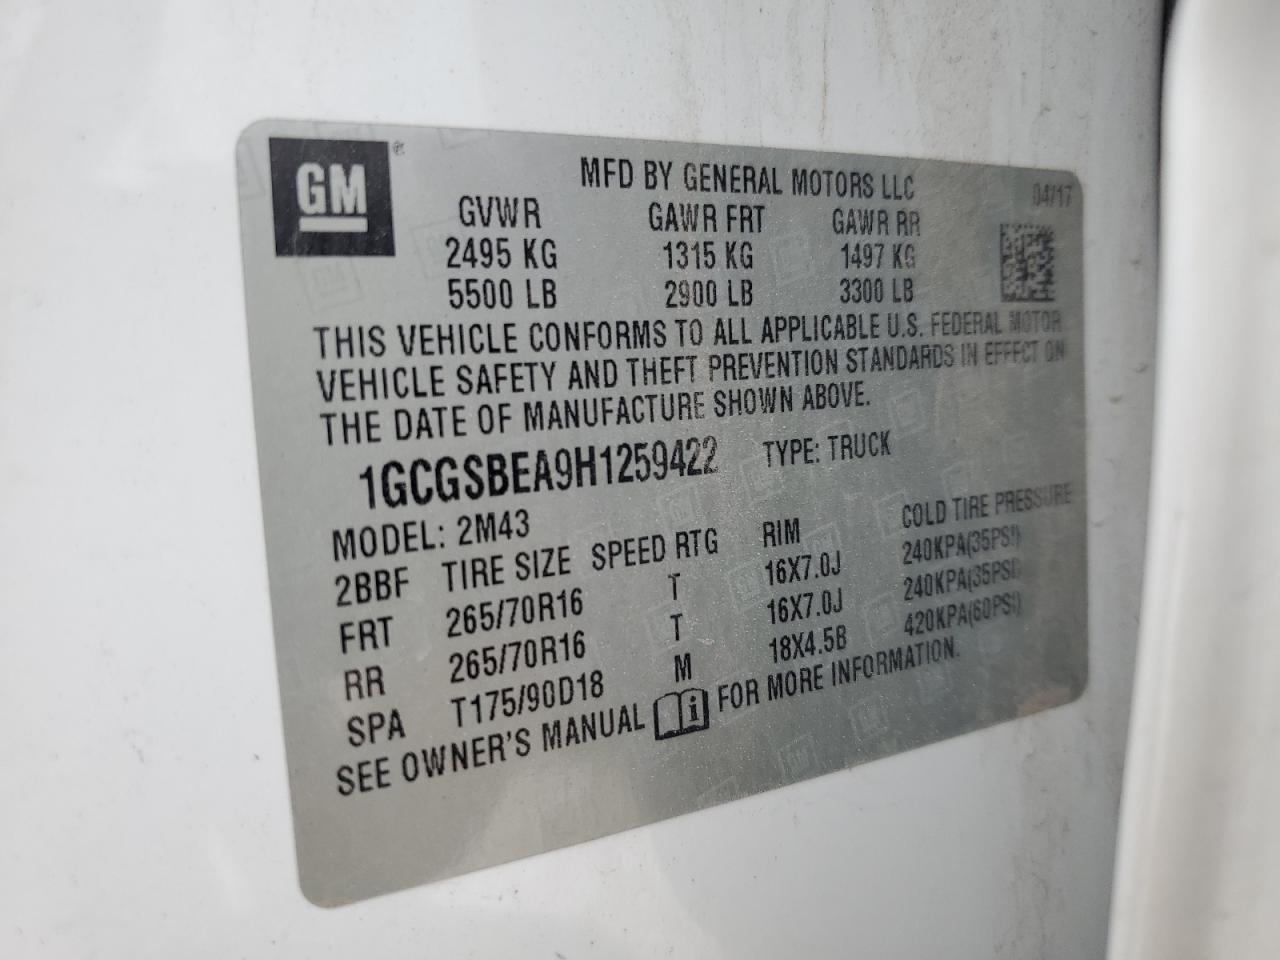 GM ®
MFD BY GENERAL MOTORS LLC 04/17
GVWR GAWR FRT GAWR RR
2495 KG 1315 KG 1497 KG
5500 LB 2900 LB 3300 LB
THIS VEHICLE CONFORMS TO ALL APPLICABLE U.S. FEDERAL MOTOR
VEHICLE SAFETY AND THEFT PREVENTION STANDARDS IN EFFECT ON
THE DATE OF MANUFACTURE SHOWN ABOVE.
1GCGSBEA9H1259422 TYPE: TRUCK
MODEL: 2M43
2BBF TIRE SIZE SPEED RTG RIM COLD TIRE PRESSURE
FRT 265/70R16 T 16X7.0J 240KPA(35PSI)
RR 265/70R16 T 16X7.0J 240KPA(35PSI)
SPA T175/90D18 M 18X4.5B 420KPA(60PSI)
SEE OWNER'S MANUAL FOR MORE INFORMATION.